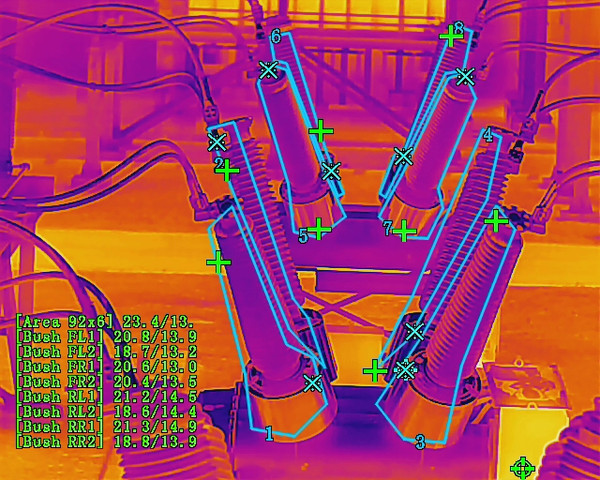 6
8
2
4
5
7
[Area 92x6] 23.4/13.
[Bush FL1] 20.8/13.9
[Bush FL2] 18.7/13.2
[Bush FR1] 20.6/13.0
[Bush FR2] 20.4/13.5
[Bush RL1] 21.2/14.5
[Bush RL2] 18.6/14.4
[Bush RR1] 21.3/14.9
[Bush RR2] 18.8/13.9
1
3